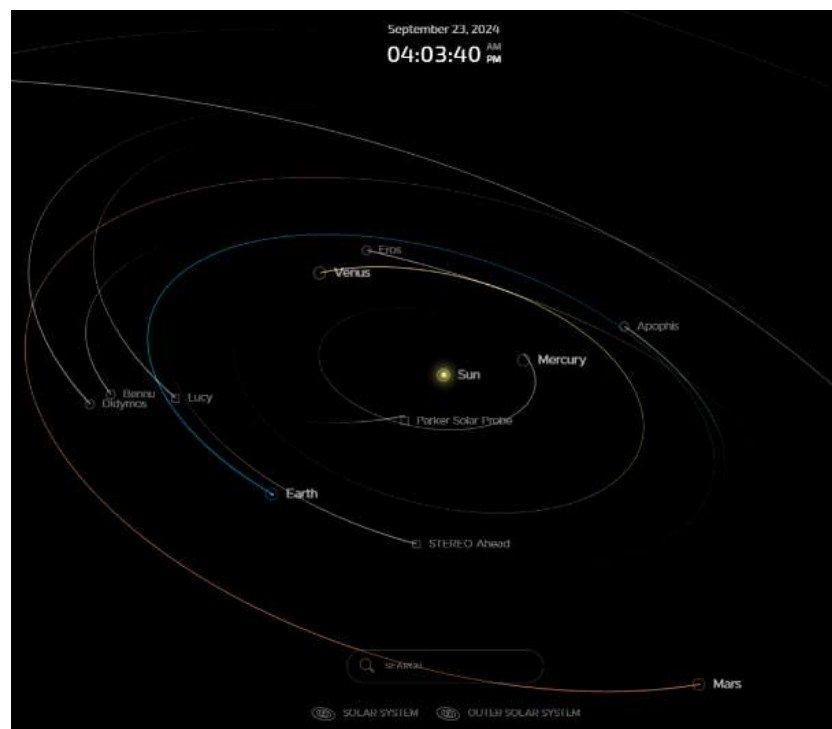 September 23, 2024
04:03:40 AM
PM
Eros
Venus
Apophis
Mercury
Sun
Bennu
Lucy
Didymos
Parker Solar Probe
Earth
STEREO Ahead
SEARCH
Mars
SOLAR SYSTEM
OUTER SOLAR SYSTEM